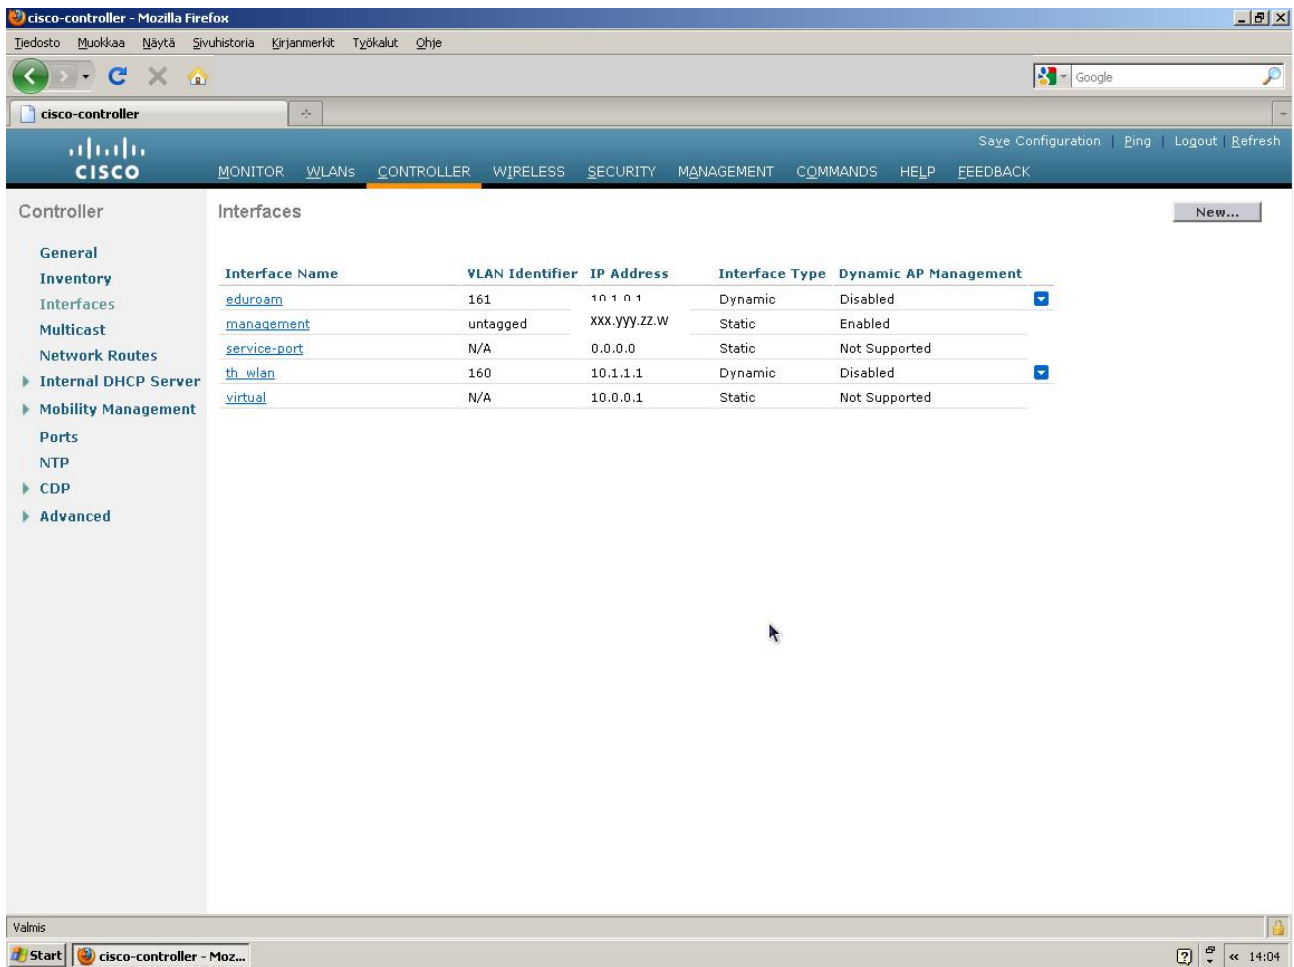 cisco-controller - Mozilla Firefox
Tiedosto Muokkaa Näytä Sivuhistoria Kirjanmerkit Työkalut Ohje
Google
cisco-controller
Save Configuration | Ping | Logout | Refresh
CISCO
MONITOR WLANs CONTROLLER WIRELESS SECURITY MANAGEMENT COMMANDS HELP FEEDBACK
Controller
General
Inventory
Interfaces
Multicast
Network Routes
Internal DHCP Server
Mobility Management
Ports
NTP
CDP
Advanced
Interfaces
New...
Interface Name VLAN Identifier IP Address Interface Type Dynamic AP Management
eduroam 161 10.1.0.1 Dynamic Disabled
management untagged xxx.yyy.zz.w Static Enabled
service-port N/A 0.0.0.0 Static Not Supported
th_wlan 160 10.1.1.1 Dynamic Disabled
virtual N/A 10.0.0.1 Static Not Supported
Valmis
Start cisco-controller - Moz... « 14:04